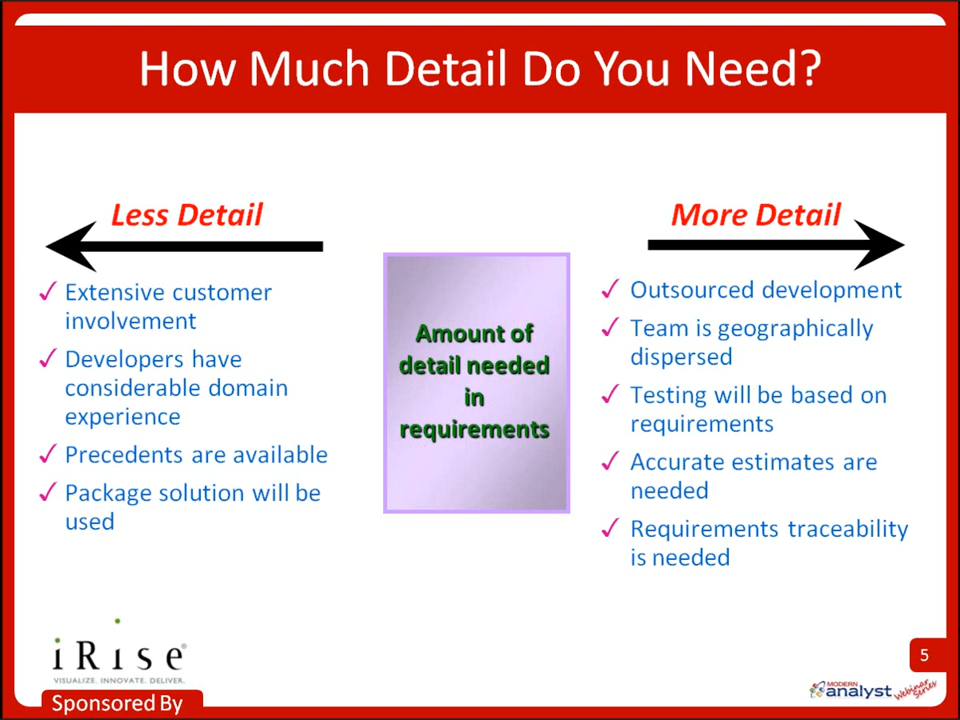 How Much Detail Do You Need?
Less Detail
✓ Extensive customer
involvement
✓ Developers have
considerable domain
experience
✓ Precedents are available
✓ Package solution will be
used
Amount of
detail needed
in
requirements
More Detail
✓ Outsourced development
✓ Team is geographically
dispersed
✓ Testing will be based on
requirements
✓ Accurate estimates are
needed
✓ Requirements traceability
is needed
iRise®
VISUALIZE. INNOVATE. DELIVER.
Sponsored By
5
MODERN
analyst
Webinar
Series